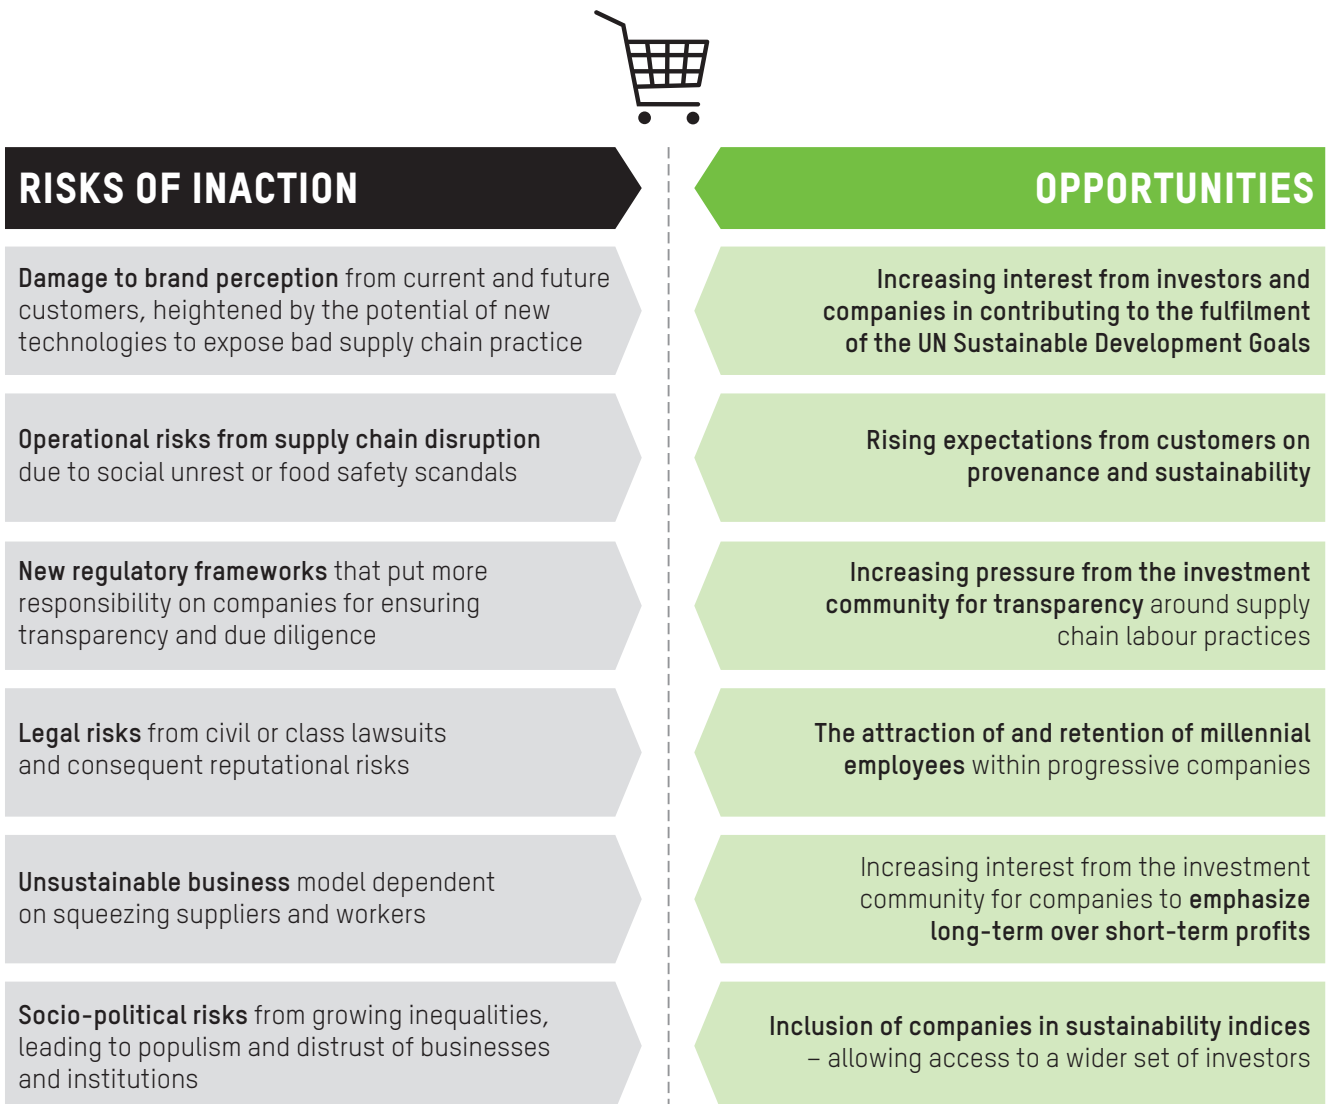 RISKS OF INACTION
Damage to brand perception from current and future
customers, heightened by the potential of new
technologies to expose bad supply chain practice
Operational risks from supply chain disruption
due to social unrest or food safety scandals
New regulatory frameworks that put more
responsibility on companies for ensuring
transparency and due diligence
Legal risks from civil or class lawsuits
and consequent reputational risks
Unsustainable business model dependent
on squeezing suppliers and workers
Socio-political risks from growing inequalities,
leading to populism and distrust of businesses
and institutions
OPPORTUNITIES
Increasing interest from investors and
companies in contributing to the fulfilment
of the UN Sustainable Development Goals
Rising expectations from customers on
provenance and sustainability
Increasing pressure from the investment
community for transparency around supply
chain labour practices
The attraction of and retention of millennial
employees within progressive companies
Increasing interest from the investment
community for companies to emphasize
long-term over short-term profits
Inclusion of companies in sustainability indices
– allowing access to a wider set of investors